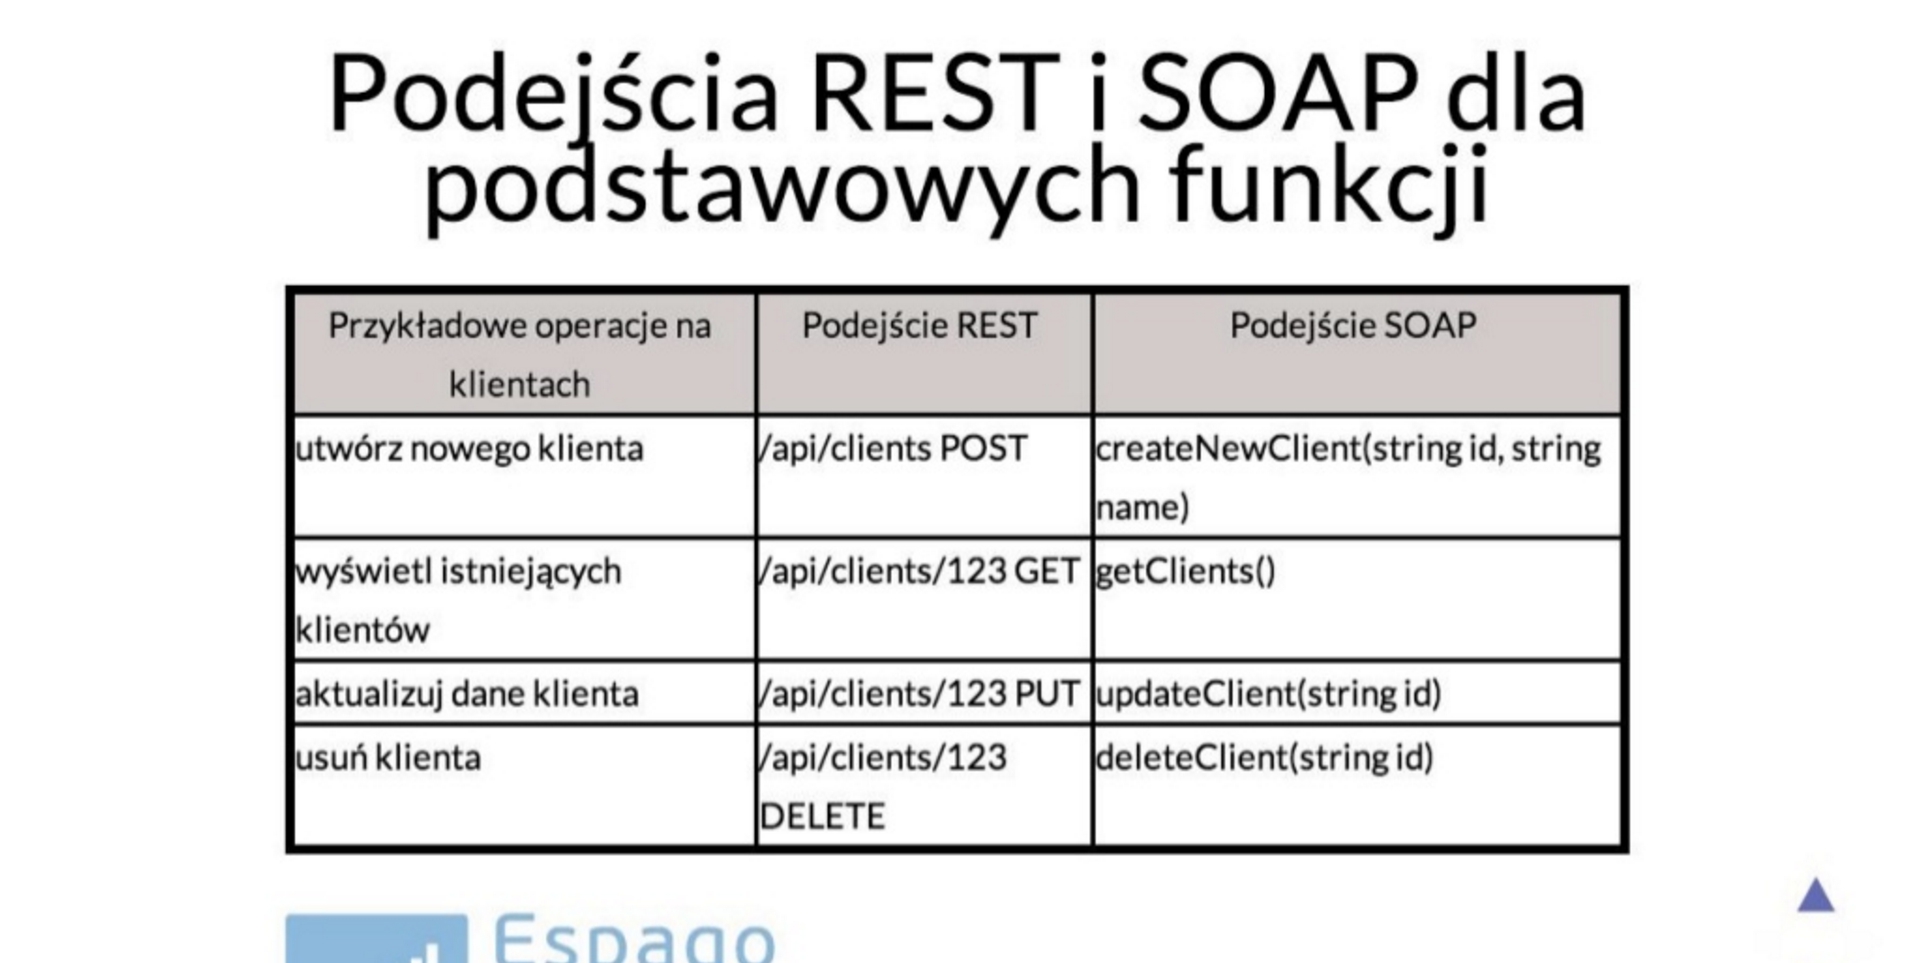 Podejścia REST i SOAP dla
podstawowych funkcji
Przykładowe operacje na
klientach
Podejście REST
Podejście SOAP
utwórz nowego klienta
/api/clients POST
createNewClient(string id, string
name)
wyświetl istniejących
klientów
/api/clients/123 GET
getClients()
aktualizuj dane klienta
/api/clients/123 PUT
updateClient(string id)
usuń klienta
/api/clients/123
DELETE
deleteClient(string id)
Espago